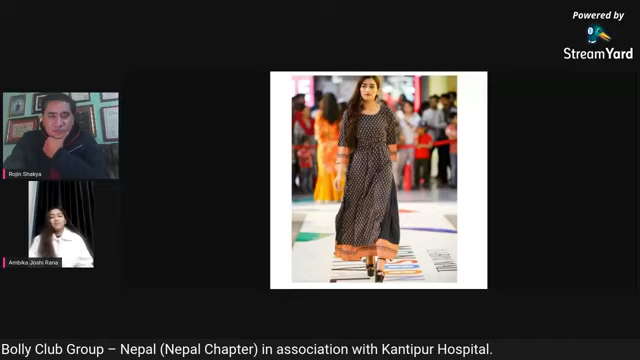 Powered by
StreamYard
Rojin Shakya
Ambika Joshi Rana
Bolly Club Group – Nepal (Nepal Chapter) in association with Kantipur Hospital.